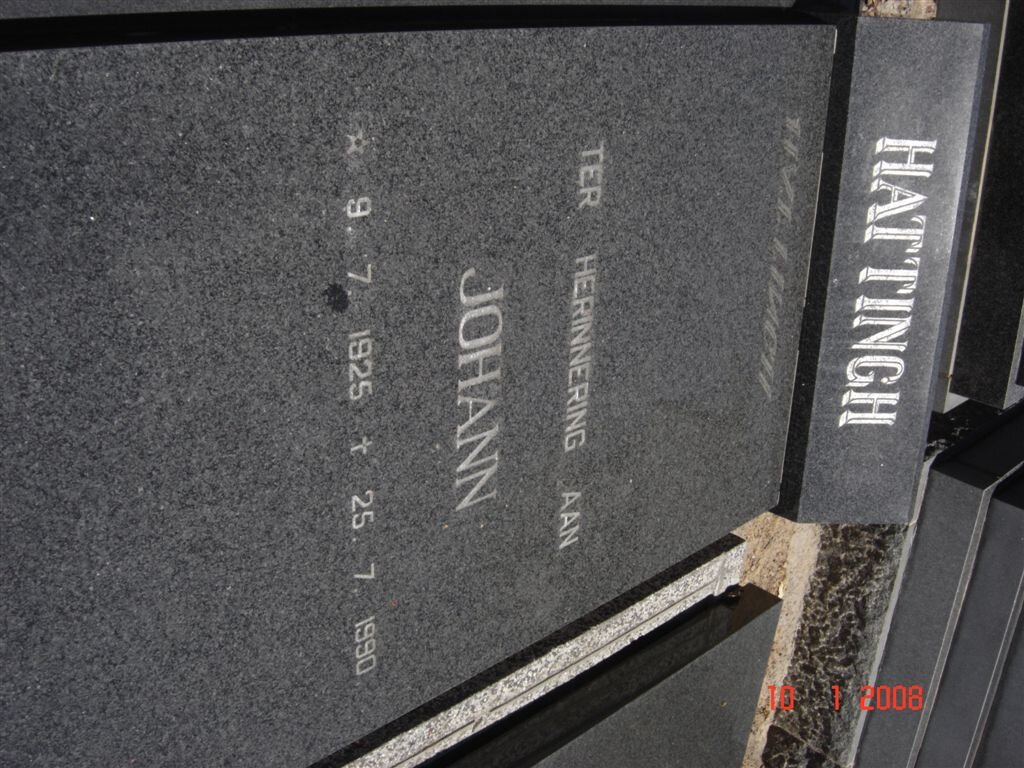 HATTINGH
TER HERINNERING AAN
JOHANN
☆ 9. 7. 1925 † 25. 7. 1990
10 1 2008